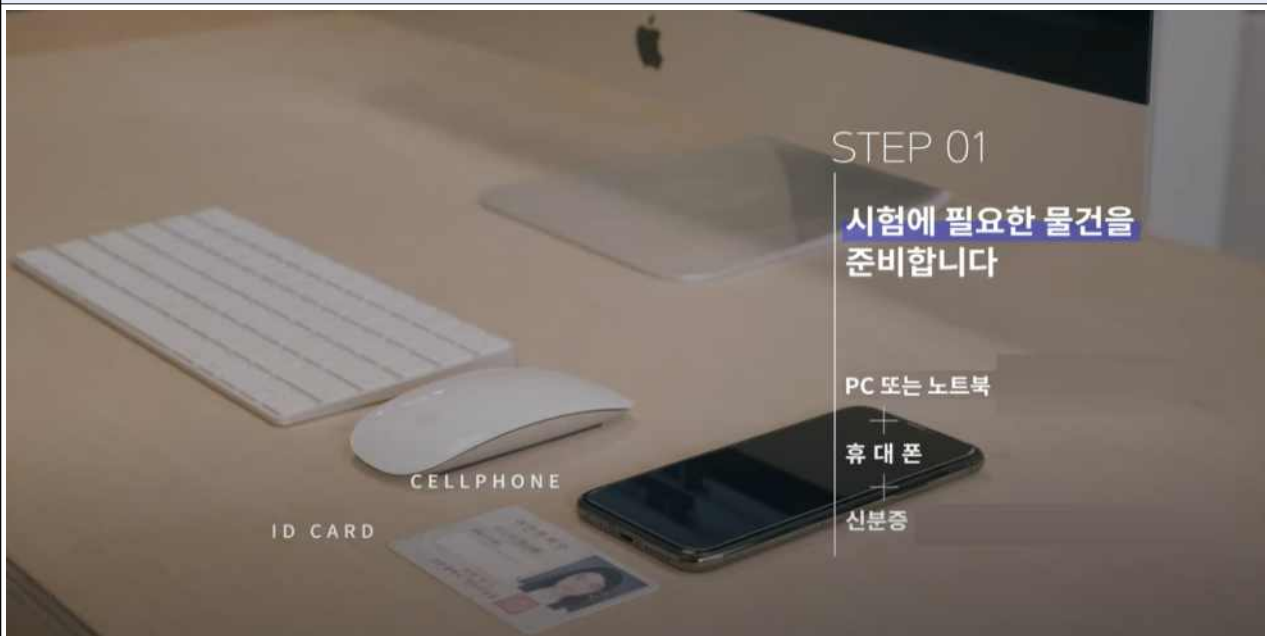 STEP 01
시험에 필요한 물건을
준비합니다
PC 또는 노트북
+
휴 대 폰
+
신분증
CELLPHONE
ID CARD